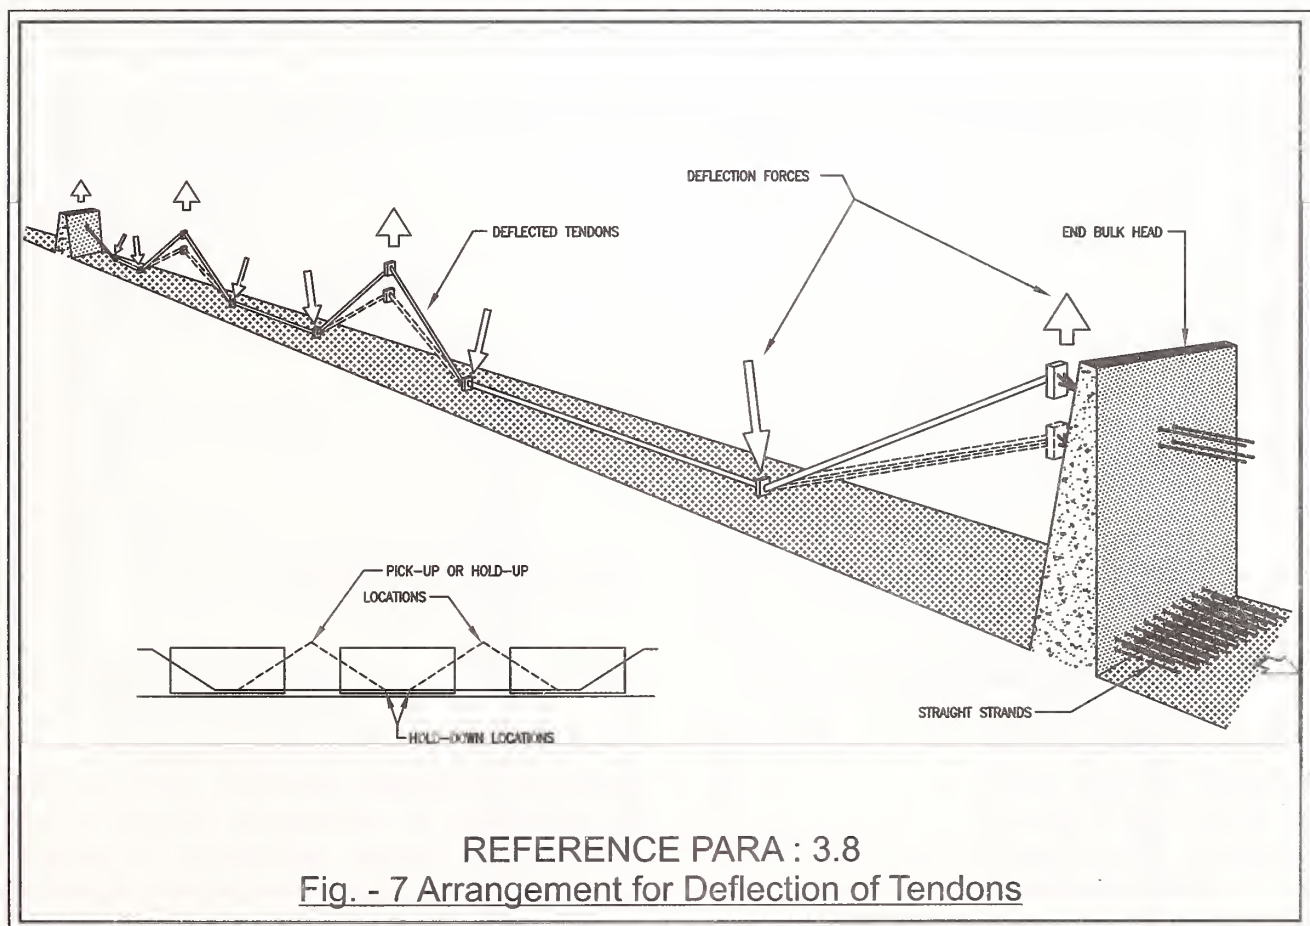 DEFLECTION FORCES
DEFLECTED TENDONS
END BULK HEAD
PICK-UP OR HOLD-UP
LOCATIONS
STRAIGHT STRANDS
HOLD-DOWN LOCATIONS
REFERENCE PARA : 3.8
Fig. - 7 Arrangement for Deflection of Tendons